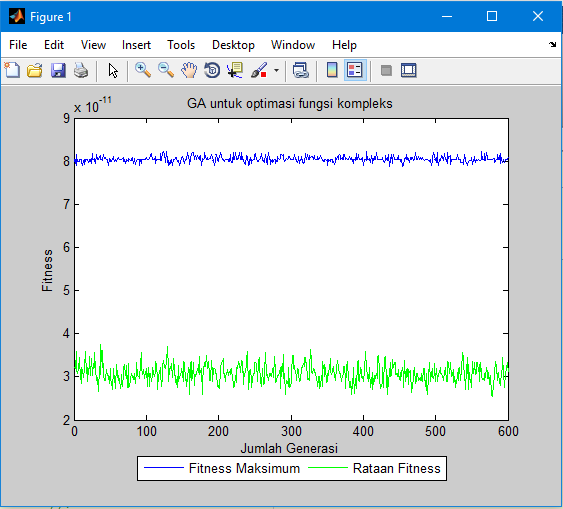 Figure 1
File Edit View Insert Tools Desktop Window Help
GA untuk optimasi fungsi kompleks
x 10^-11
9
8
7
6
5
4
3
2
Fitness
0 100 200 300 400 500 600
Jumlah Generasi
Fitness Maksimum Rataan Fitness